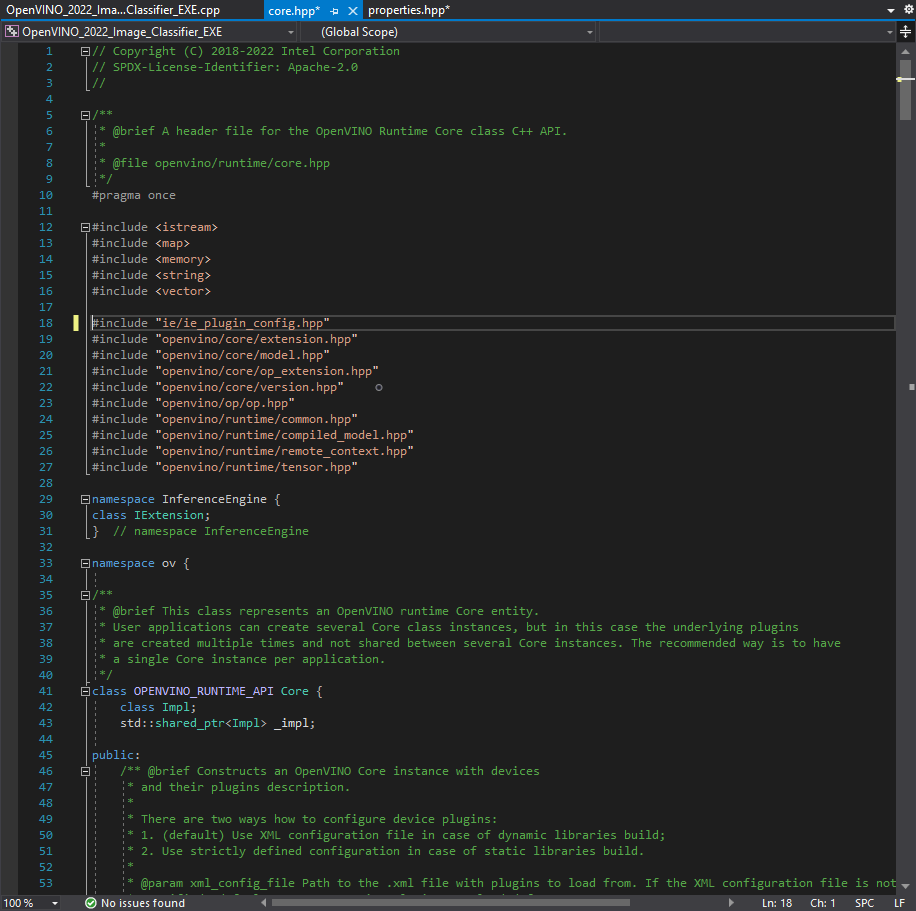 OpenVINO_2022_Ima...Classifier_EXE.cpp core.hpp* properties.hpp*
OpenVINO_2022_Image_Classifier_EXE (Global Scope)
1 // Copyright (C) 2018-2022 Intel Corporation
2 // SPDX-License-Identifier: Apache-2.0
3 //
4
5 /**
6 * @brief A header file for the OpenVINO Runtime Core class C++ API.
7 *
8 * @file openvino/runtime/core.hpp
9 */
10 #pragma once
11
12 #include <istream>
13 #include <map>
14 #include <memory>
15 #include <string>
16 #include <vector>
17
18 #include "ie/ie_plugin_config.hpp"
19 #include "openvino/core/extension.hpp"
20 #include "openvino/core/model.hpp"
21 #include "openvino/core/op_extension.hpp"
22 #include "openvino/core/version.hpp"
23 #include "openvino/op/op.hpp"
24 #include "openvino/runtime/common.hpp"
25 #include "openvino/runtime/compiled_model.hpp"
26 #include "openvino/runtime/remote_context.hpp"
27 #include "openvino/runtime/tensor.hpp"
28
29 namespace InferenceEngine {
30 class IExtension;
31 } // namespace InferenceEngine
32
33 namespace ov {
34
35 /**
36 * @brief This class represents an OpenVINO runtime Core entity.
37 * User applications can create several Core class instances, but in this case the underlying plugins
38 * are created multiple times and not shared between several Core instances. The recommended way is to have
39 * a single Core instance per application.
40 */
41 class OPENVINO_RUNTIME_API Core {
42 class Impl;
43 std::shared_ptr<Impl> _impl;
44
45 public:
46 /** @brief Constructs an OpenVINO Core instance with devices
47 * and their plugins description.
48 *
49 * There are two ways how to configure device plugins:
50 * 1. (default) Use XML configuration file in case of dynamic libraries build;
51 * 2. Use strictly defined configuration in case of static libraries build.
52 *
53 * @param xml_config_file Path to the .xml file with plugins to load from. If the XML configuration file is not
100 % No issues found Ln: 18 Ch: 1 SPC LF